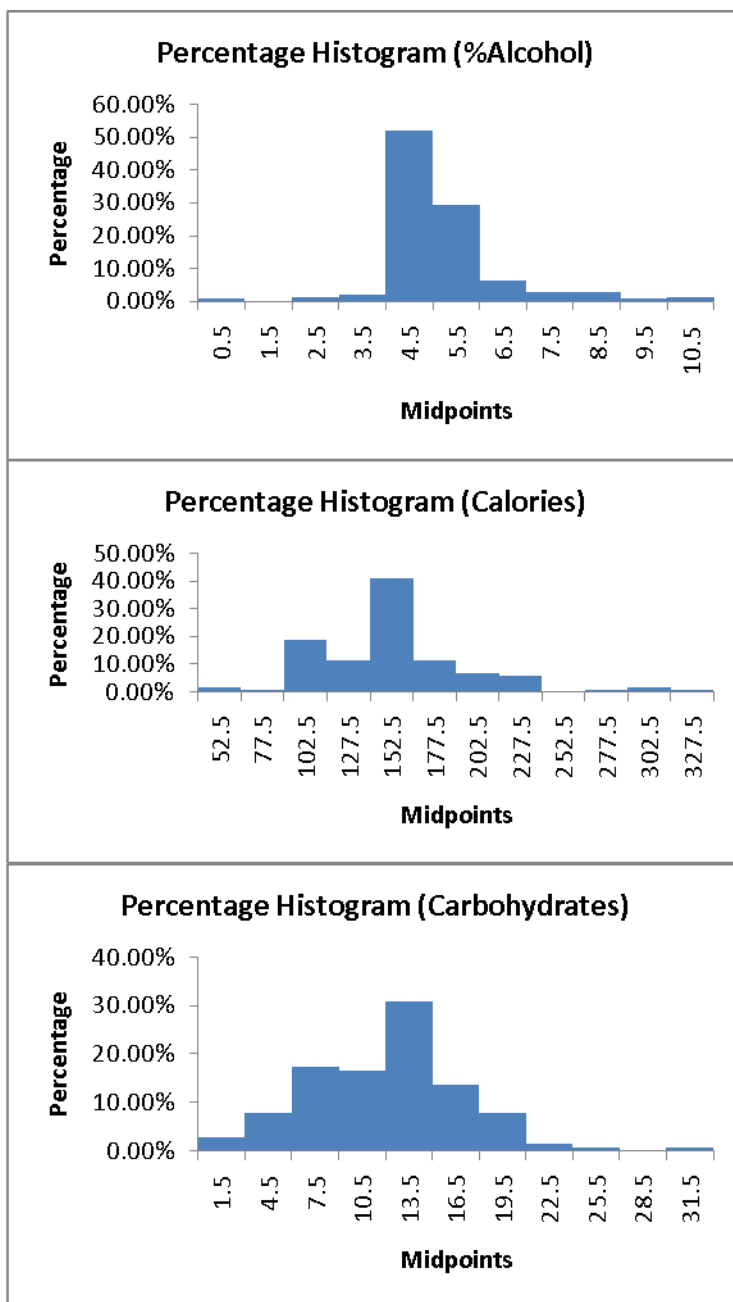 Percentage Histogram (%Alcohol)
60.00%
50.00%
40.00%
30.00%
20.00%
10.00%
0.00%
Percentage
0.5 1.5 2.5 3.5 4.5 5.5 6.5 7.5 8.5 9.5 10.5
Midpoints
Percentage Histogram (Calories)
50.00%
40.00%
30.00%
20.00%
10.00%
0.00%
Percentage
52.5 77.5 102.5 127.5 152.5 177.5 202.5 227.5 252.5 277.5 302.5 327.5
Midpoints
Percentage Histogram (Carbohydrates)
40.00%
30.00%
20.00%
10.00%
0.00%
Percentage
1.5 4.5 7.5 10.5 13.5 16.5 19.5 22.5 25.5 28.5 31.5
Midpoints